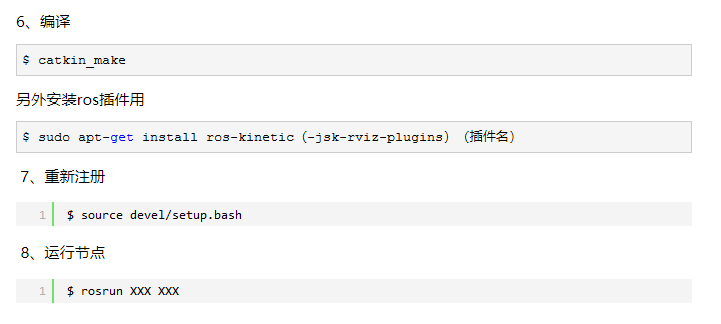 6、编译
$ catkin_make
另外安装ros插件用
$ sudo apt-get install ros-kinetic（-jsk-rviz-plugins）（插件名）
7、重新注册
1 $ source devel/setup.bash
8、运行节点
1 $ rosrun XXX XXX